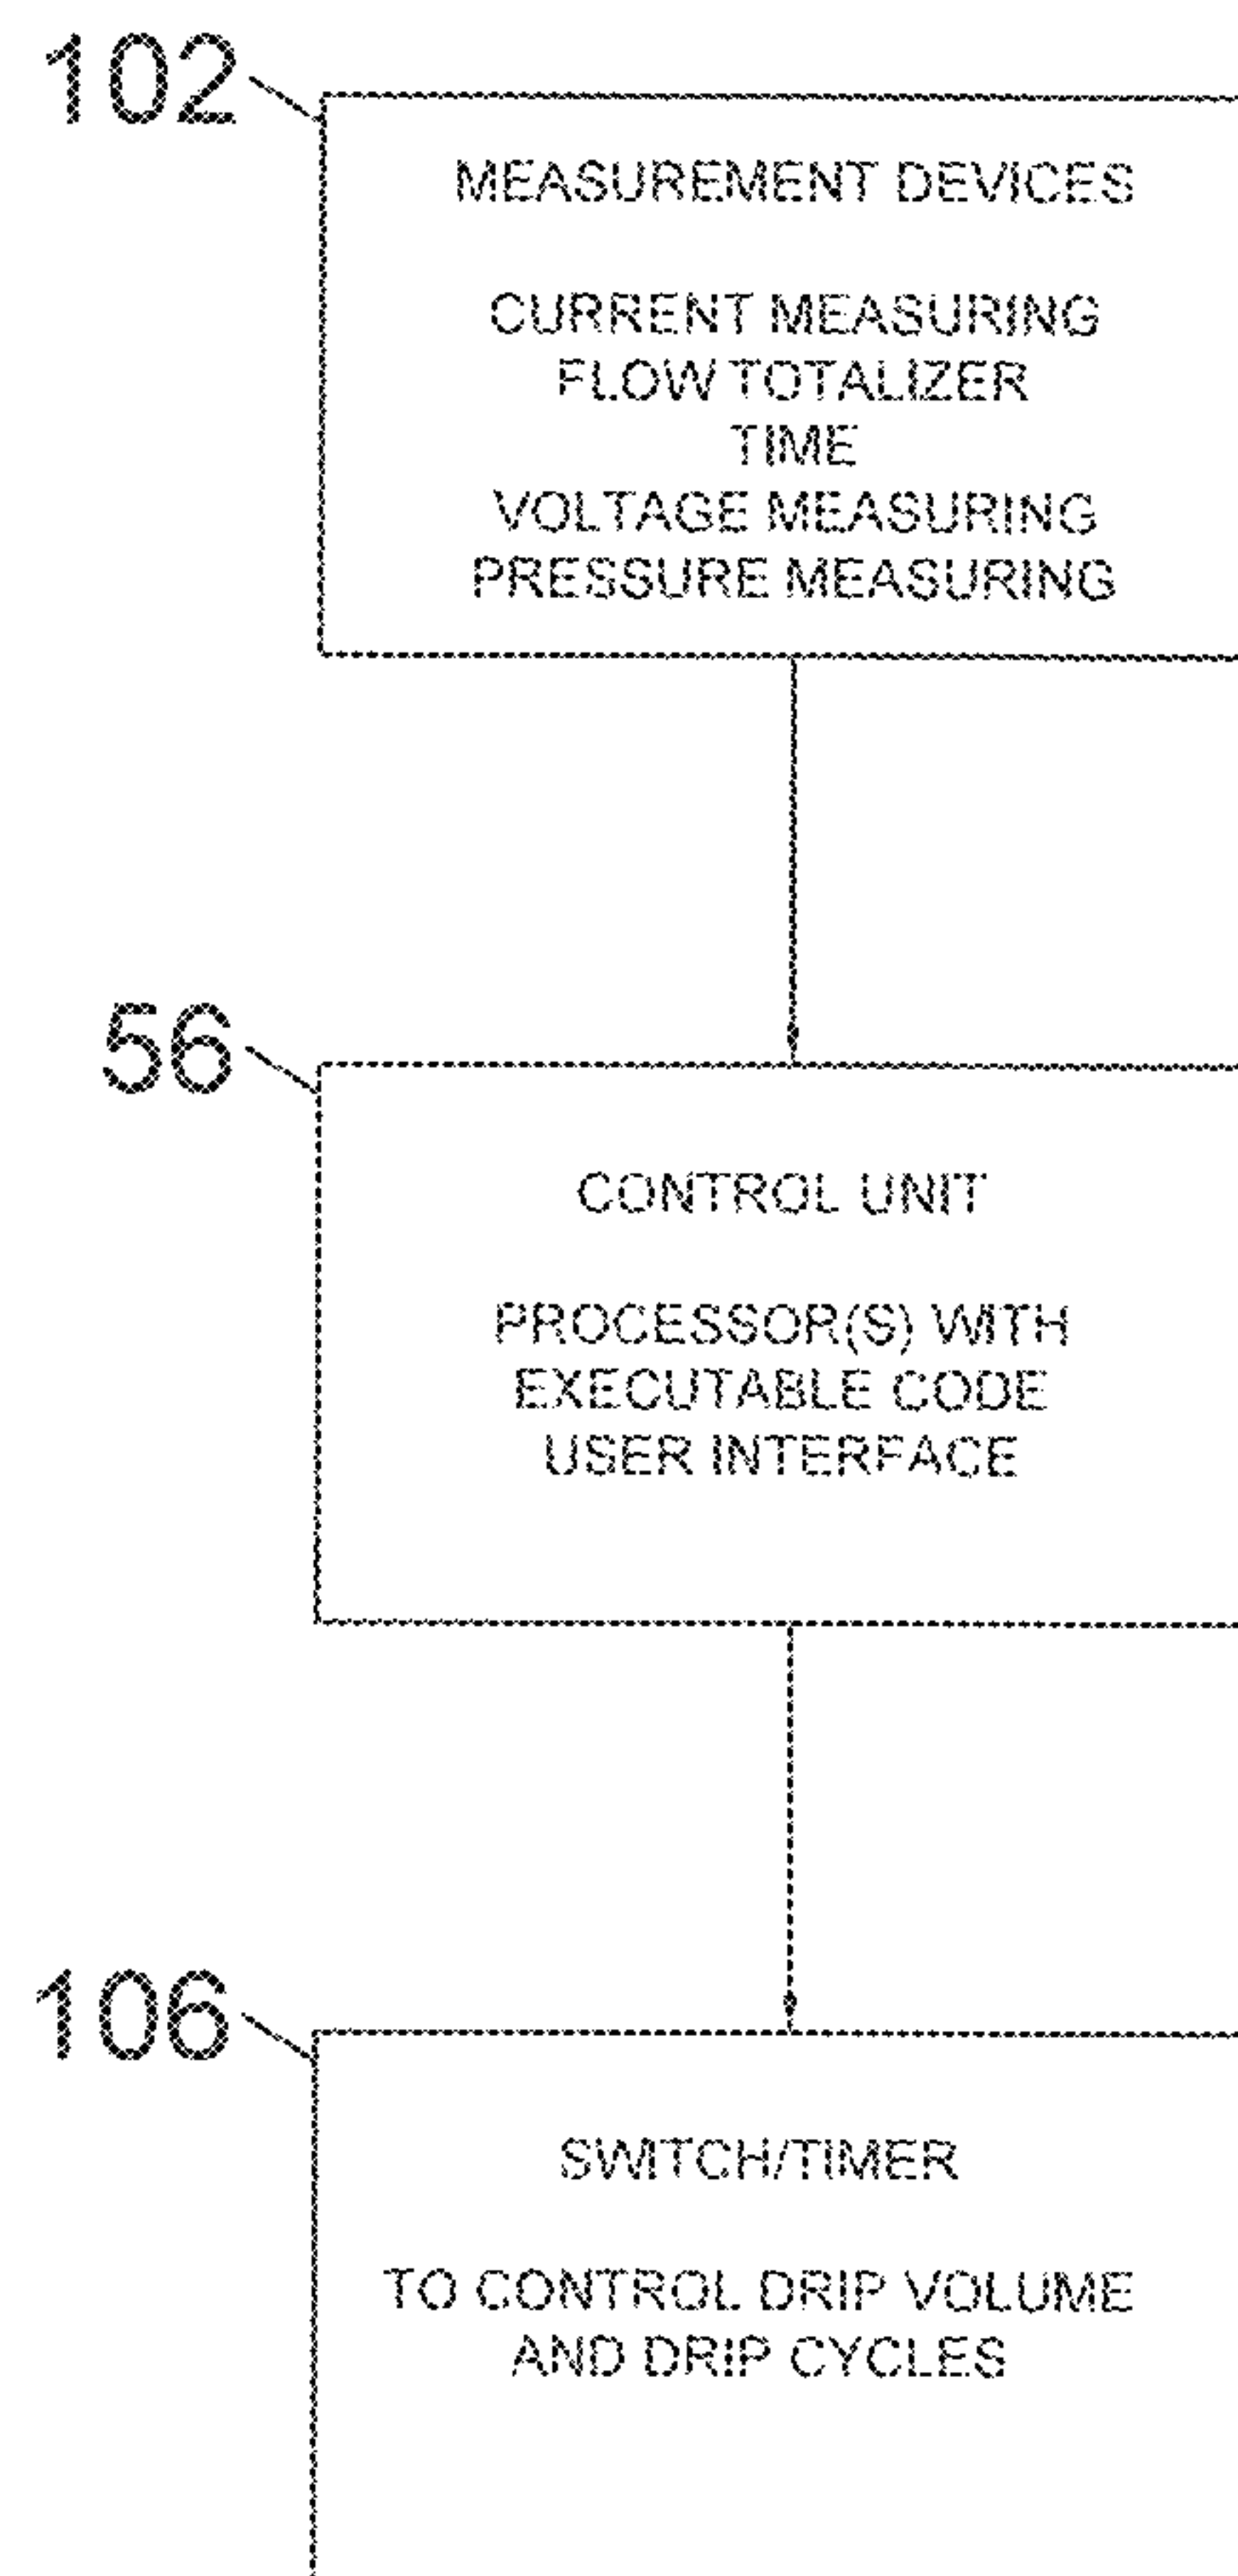 102
MEASUREMENT DEVICES
CURRENT MEASURING
FLOW TOTALIZER
TIME
VOLTAGE MEASURING
PRESSURE MEASURING
56
CONTROL UNIT
PROCESSOR(S) WITH
EXECUTABLE CODE
USER INTERFACE
106
SWITCH/TIMER
TO CONTROL DRIP VOLUME
AND DRIP CYCLES